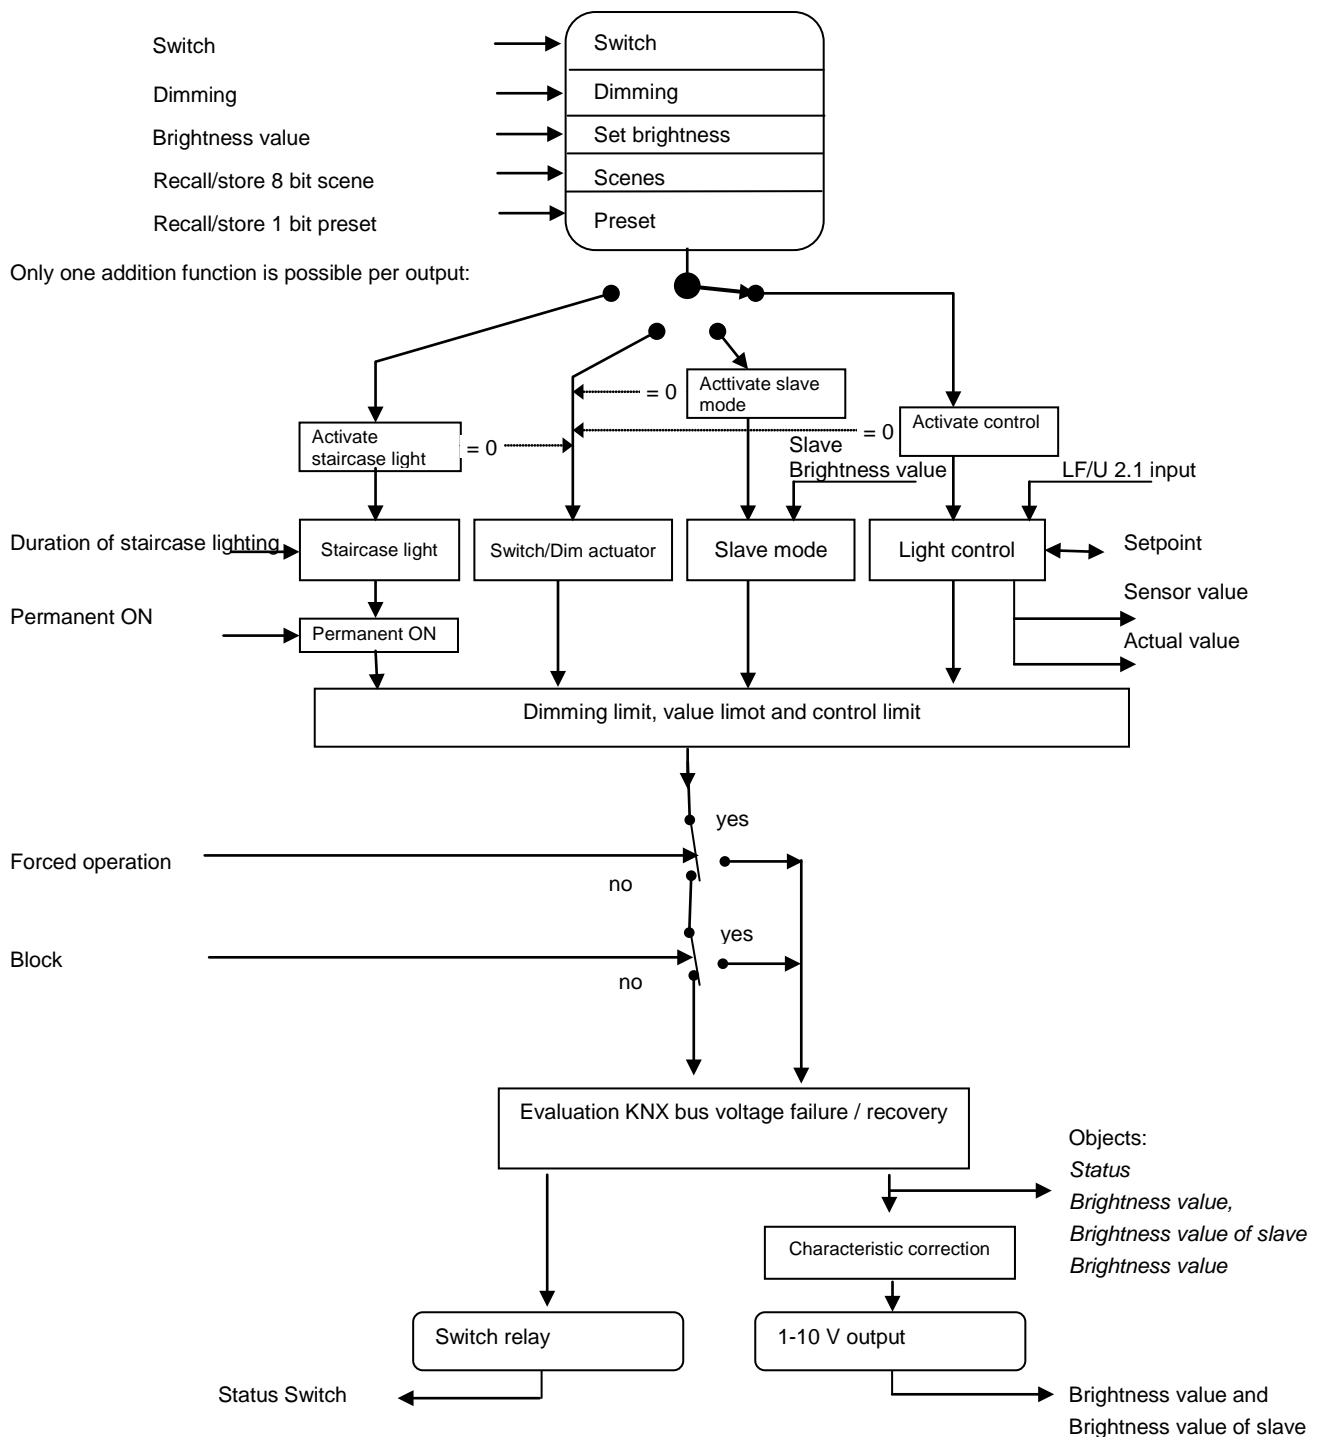 Switch
Switch
Dimming
Dimming
Brightness value
Set brightness
Recall/store 8 bit scene
Scenes
Recall/store 1 bit preset
Preset
Only one addition function is possible per output:
= 0
Acttivate slave
mode
Activate
staircase light
= 0
= 0
Activate control
Slave
Brightness value
LF/U 2.1 input
Duration of staircase lighting
Staircase light
Switch/Dim actuator
Slave mode
Light control
Setpoint
Sensor value
Actual value
Permanent ON
Permanent ON
Dimming limit, value limot and control limit
yes
Forced operation
no
yes
Block
no
Evaluation KNX bus voltage failure / recovery
Objects:
Status
Brightness value,
Brightness value of slave
Brightness value
Characteristic correction
Switch relay
1-10 V output
Status Switch
Brightness value and
Brightness value of slave